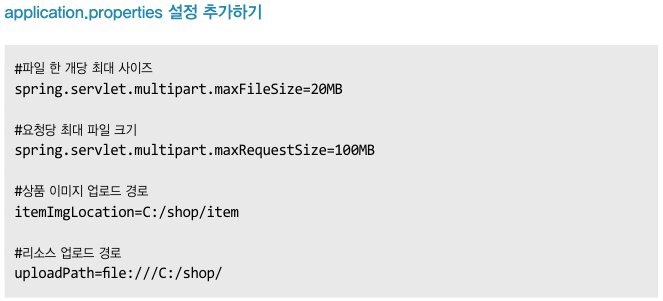 application.properties 설정 추가하기
#파일 한 개당 최대 사이즈
spring.servlet.multipart.maxFileSize=20MB
#요청당 최대 파일 크기
spring.servlet.multipart.maxRequestSize=100MB
#상품 이미지 업로드 경로
itemImgLocation=C:/shop/item
#리소스 업로드 경로
uploadPath=file:///C:/shop/